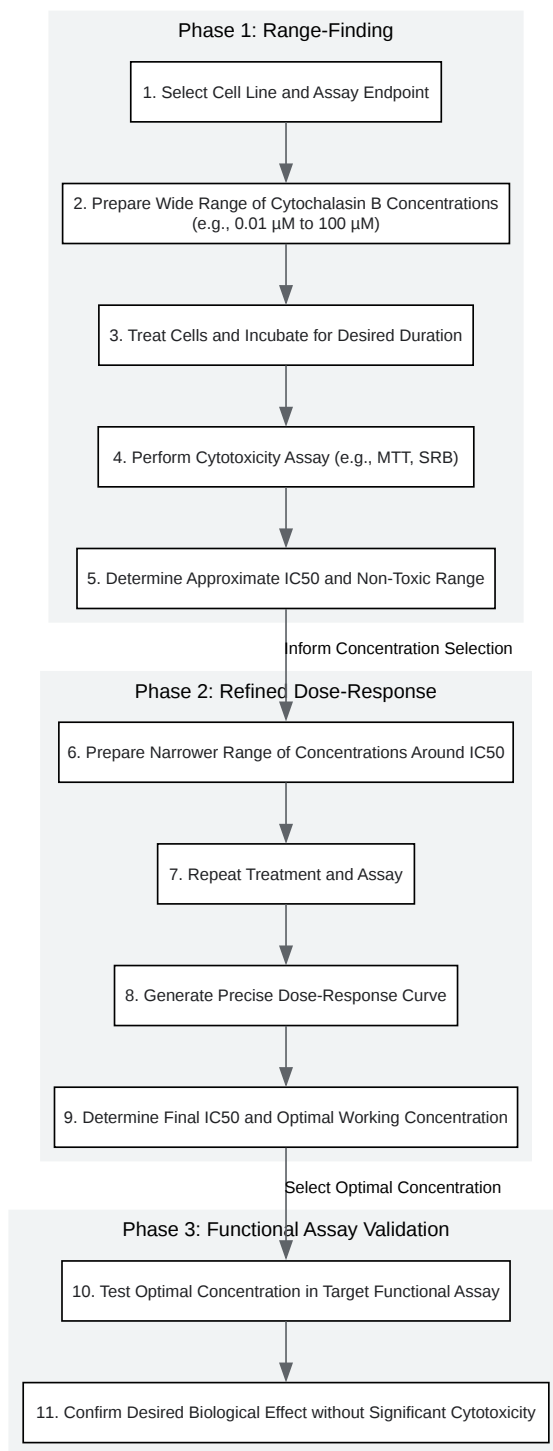 Phase 1: Range-Finding
1. Select Cell Line and Assay Endpoint
2. Prepare Wide Range of Cytochalasin B Concentrations
(e.g., 0.01 µM to 100 µM)
3. Treat Cells and Incubate for Desired Duration
4. Perform Cytotoxicity Assay (e.g., MTT, SRB)
5. Determine Approximate IC50 and Non-Toxic Range
Inform Concentration Selection
Phase 2: Refined Dose-Response
6. Prepare Narrower Range of Concentrations Around IC50
7. Repeat Treatment and Assay
8. Generate Precise Dose-Response Curve
9. Determine Final IC50 and Optimal Working Concentration
Select Optimal Concentration
Phase 3: Functional Assay Validation
10. Test Optimal Concentration in Target Functional Assay
11. Confirm Desired Biological Effect without Significant Cytotoxicity